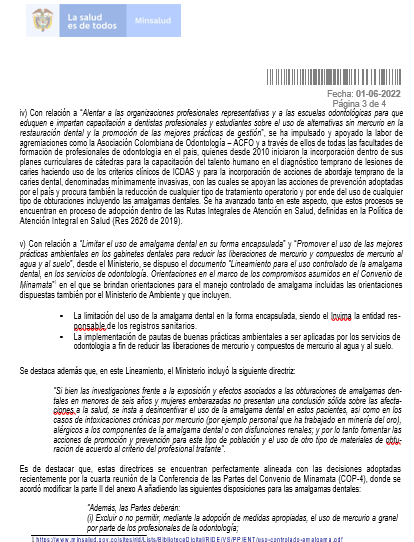 La salud
es de todos
Minsalud
Fecha: 01-06-2022
Página 3 de 4
iv) Con relación a "Alentar a las organizaciones profesionales representativas y a las escuelas odontológicas para que
eduquen e impartan capacitación a dentistas profesionales y estudiantes sobre el uso de alternativas sin mercurio en la
restauración dental y la promoción de las mejores prácticas de gestión", se ha impulsado y apoyado la labor de
agremiaciones como la Asociación Colombiana de Odontología – ACFO y a través de ellos de todas las facultades de
formación de profesionales de odontología en el país, quienes desde 2010 iniciaron la incorporación dentro de sus
planes curriculares de cátedras para la capacitación del talento humano en el diagnóstico temprano de lesiones de
caries haciendo uso de los criterios clínicos de ICDAS y para la incorporación de acciones de abordaje temprano de la
caries dental, denominadas mínimamente invasivas, con las cuales se apoyan las acciones de prevención adoptadas
por el país y procura también la reducción de cualquier tipo de tratamiento operatorio y por ende del uso de cualquier
tipo de obturación incluyendo las amalgamas dentales. Se ha avanzado tanto en este aspecto, que estos procesos se
encuentran en proceso de adopción dentro de las Rutas Integrales de Atención en Salud, definidas en la Política de
Atención Integral en Salud (Res 2626 de 2019).
v) Con relación a "Limitar el uso de amalgama dental en su forma encapsulada" y "Promover el uso de las mejores
prácticas ambientales en los gabinetes dentales para reducir las liberaciones de mercurio y compuestos de mercurio al
agua y al suelo", desde el Ministerio, se dispuso el documento "Lineamiento para el uso controlado de la amalgama
dental, en los servicios de odontología. Orientaciones en el marco de los compromisos asumidos en el Convenio de
Minamata" en el que se brindan orientaciones para el manejo controlado de amalgama incluidas las orientaciones
dispuestas también por el Ministerio de Ambiente y que incluyen.
• La limitación del uso de la amalgama dental en la forma encapsulada, siendo el Invima la entidad res-
ponsable de los registros sanitarios.
• La implementación de pautas de buenas prácticas ambientales a ser aplicadas por los servicios de
odontología a fin de reducir las liberaciones de mercurio y compuestos de mercurio al agua y al suelo.
Se destaca además que, en este Lineamiento, el Ministerio incluyó la siguiente directriz:
"Si bien las investigaciones frente a la exposición y efectos asociados a las obturaciones de amalgamas den-
tales en menores de seis años y mujeres embarazadas no presentan una conclusión sólida sobre las afecta-
ciones a la salud, se insta a desincentivar el uso de la amalgama dental en estos pacientes, así como en los
casos de intoxicaciones crónicas por mercurio (por ejemplo personal que ha trabajado en minería del oro),
alérgicos a los componentes de la amalgama dental o con disfunciones renales; y por lo tanto fomentar las
acciones de promoción y prevención para este tipo de población y el uso de otro tipo de materiales de obtu-
ración de acuerdo al criterio del profesional tratante".
Es de destacar que, estas directrices se encuentran perfectamente alineada con las decisiones adoptadas
recientemente por la cuarta reunión de la Conferencia de las Partes del Convenio de Minamata (COP-4), donde
se acordó modificar la parte II del anexo A añadiendo las siguientes disposiciones para las amalgamas dentales:
"Además, las Partes deberán:
(i) Excluir o no permitir, mediante la adopción de medidas apropiadas, el uso de mercurio a granel
por parte de los profesionales de la odontología;